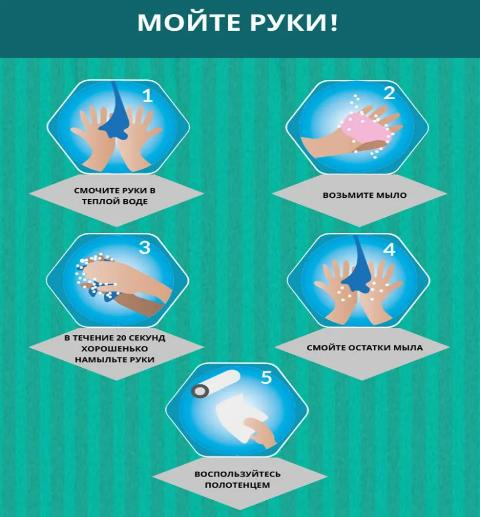 МОЙТЕ РУКИ!
1
СМОЧИТЕ РУКИ В
ТЕПЛОЙ ВОДЕ
2
ВОЗЬМИТЕ МЫЛО
3
В ТЕЧЕНИЕ 20 СЕКУНД
ХОРОШЕНЬКО
НАМЫЛЬТЕ РУКИ
4
СМОЙТЕ ОСТАТКИ МЫЛА
5
ВОСПОЛЬЗУЙТЕСЬ
ПОЛОТЕНЦЕМ